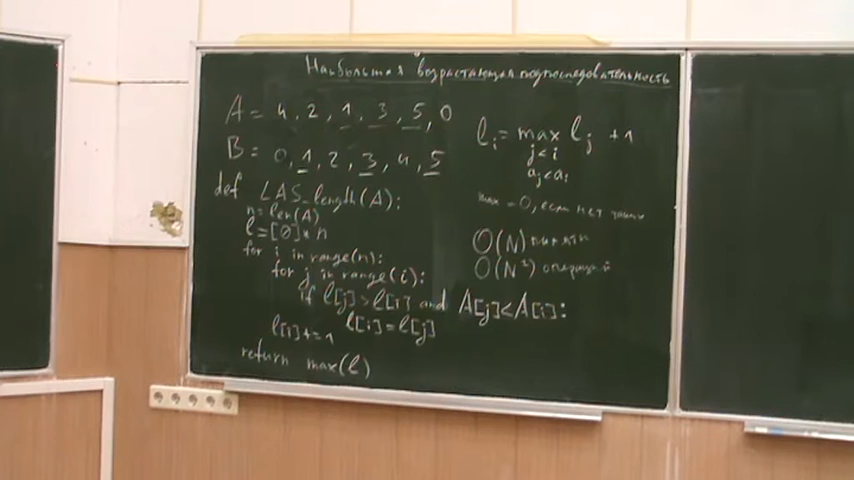 Наибольшая возрастающая подпоследовательность
A = 4, 2, 1, 3, 5, 0
B = 0, 1, 2, 3, 4, 5
def LAS_length(A):
n = len(A)
l = [0] * n
for i in range(n):
for j in range(i):
if l[j] > l[i] and A[j] < A[i]:
l[i] = l[j]
l[i] += 1
return max(l)
l_i = max l_j + 1
j < i
a_j < a_i
max = 0, если нет таких
O(N) памяти
O(N²) операций